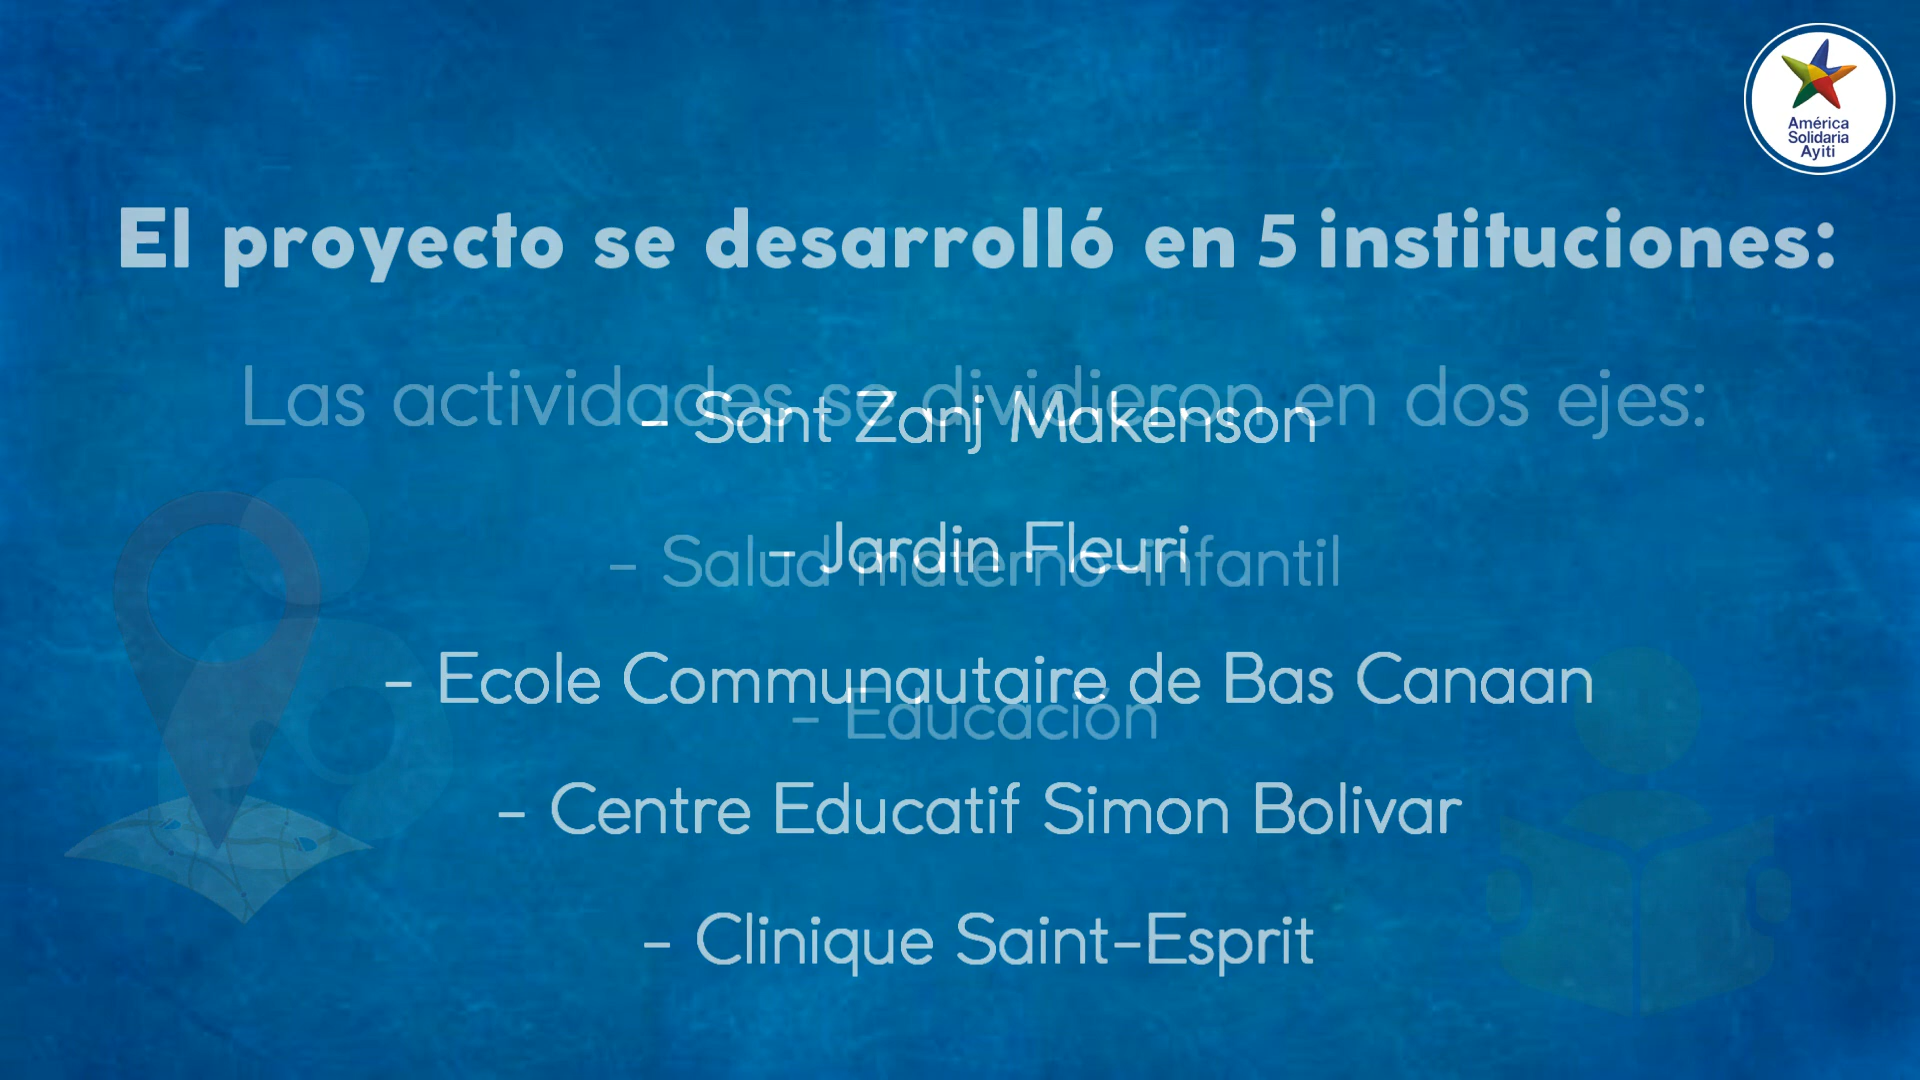 América
Solidaria
Ayiti
El proyecto se desarrolló en 5 instituciones:
Las actividades se dividieron en dos ejes:
- Sant Zanj Makenson
- Jardin Fleuri
- Salud materno-infantil
- Ecole Communautaire de Bas Canaan
- Educación
- Centre Educatif Simon Bolivar
- Clinique Saint-Esprit